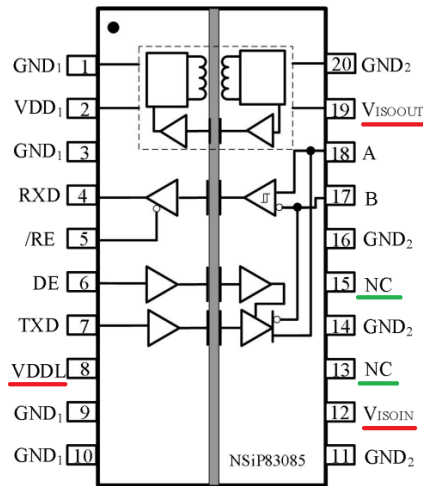 GND₁ 1 20 GND₂
VDD₁ 2 19 VISOOUT
GND₁ 3 18 A
RXD 4 17 B
/RE 5 16 GND₂
DE 6 15 NC
TXD 7 14 GND₂
VDDL 8 13 NC
GND₁ 9 12 VISOIN
GND₁ 10 11 GND₂
NSiP83085